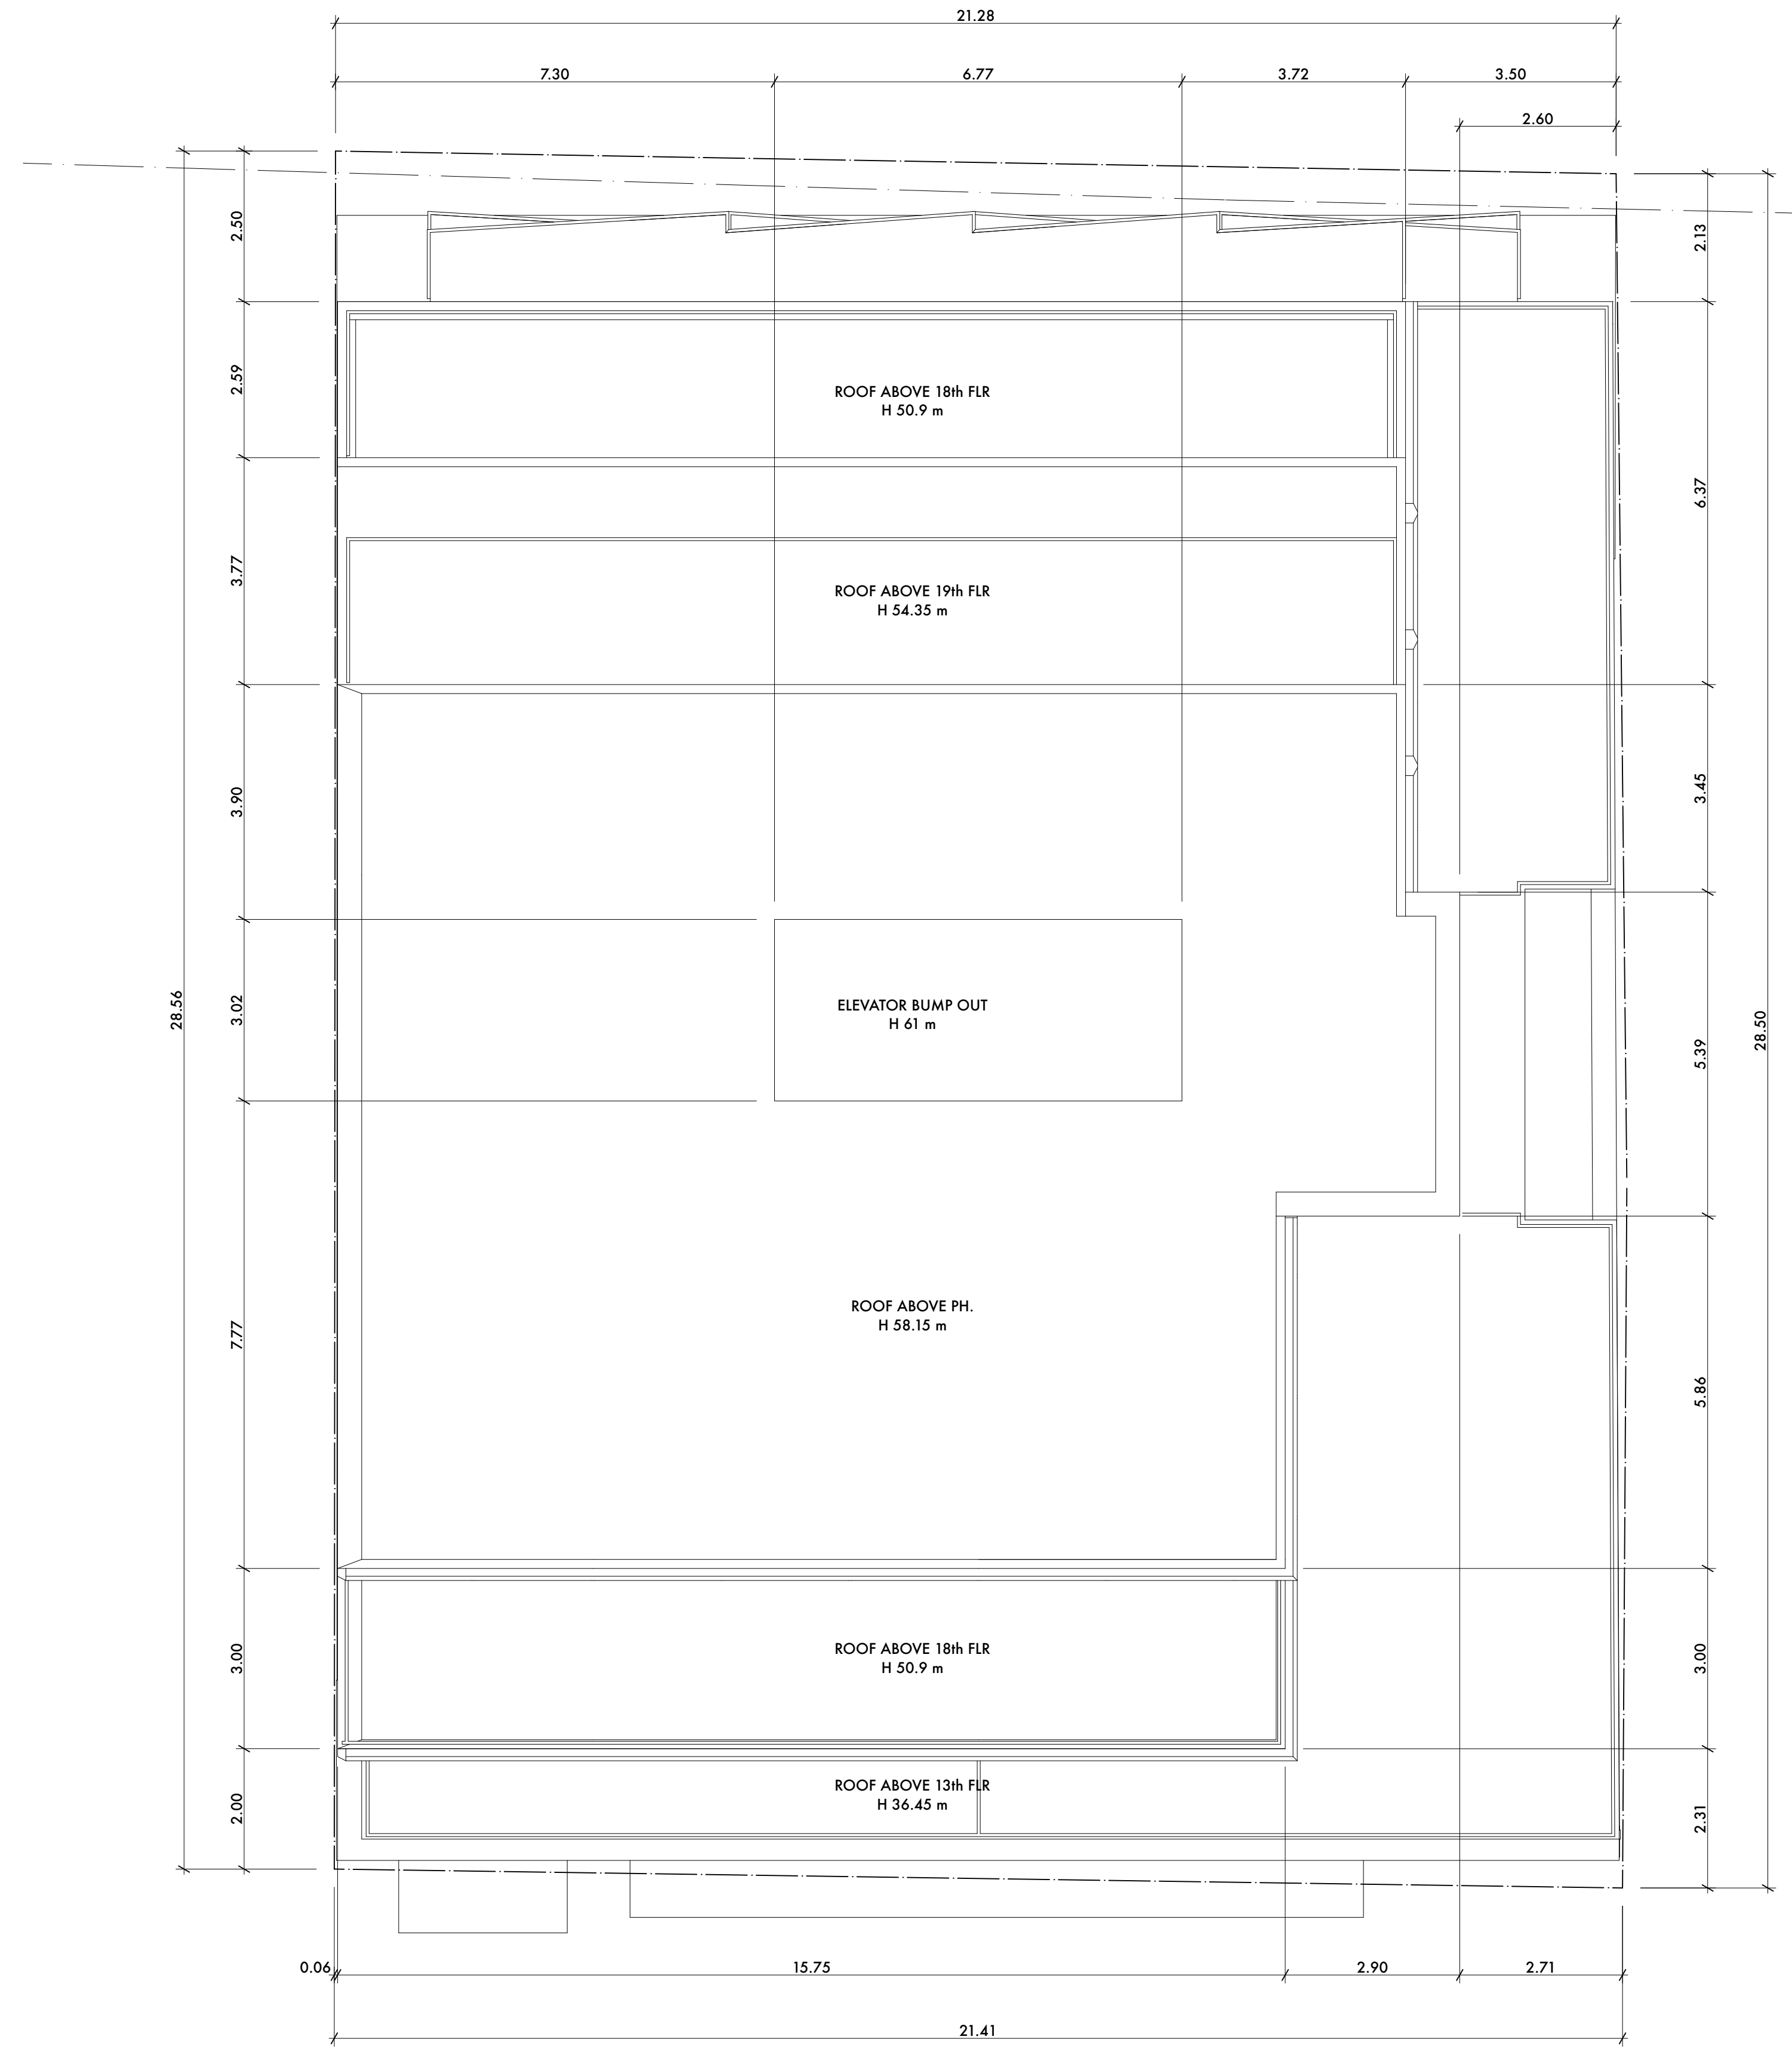 21.28
7.30
6.77
3.72
3.50
2.60
2.50
2.13
2.59
ROOF ABOVE 18th FLR
H 50.9 m
6.37
3.77
ROOF ABOVE 19th FLR
H 54.35 m
3.90
3.45
28.56
3.02
ELEVATOR BUMP OUT
H 61 m
5.39
28.50
7.77
ROOF ABOVE PH.
H 58.15 m
5.86
3.00
ROOF ABOVE 18th FLR
H 50.9 m
3.00
2.00
ROOF ABOVE 13th FLR
H 36.45 m
2.31
0.06
15.75
2.90
2.71
21.41